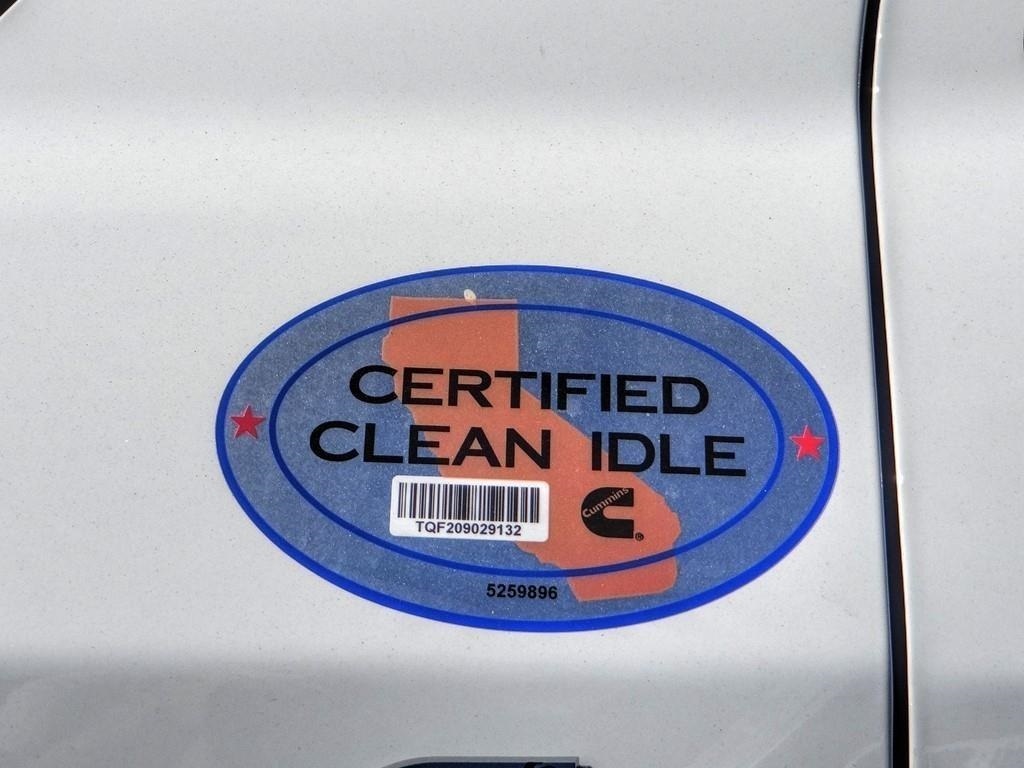 CERTIFIED
CLEAN IDLE
TQF209029132
Cummins
®
5259896